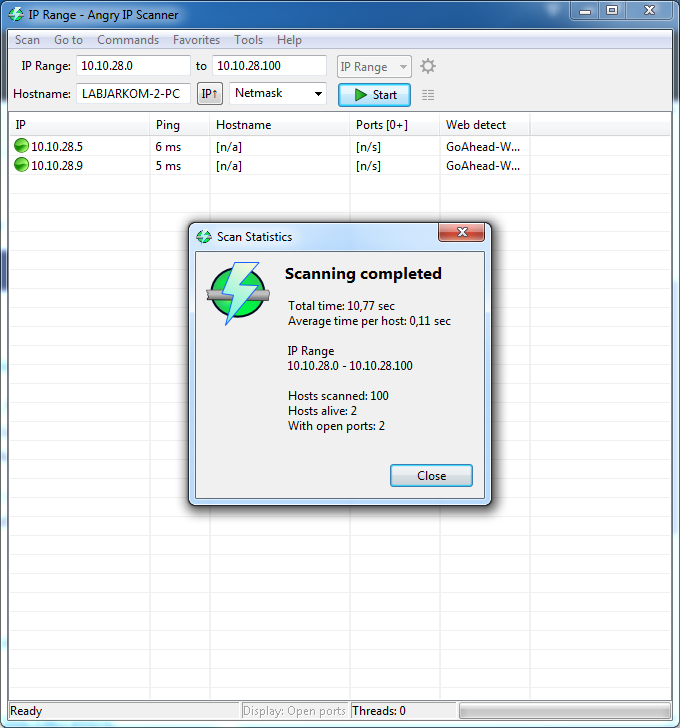 IP Range - Angry IP Scanner
Scan Go to Commands Favorites Tools Help
IP Range: 10.10.28.0 to 10.10.28.100 IP Range
Hostname: LABJARKOM-2-PC IP↑ Netmask Start
IP Ping Hostname Ports [0+] Web detect
10.10.28.5 6 ms [n/a] [n/s] GoAhead-W...
10.10.28.9 5 ms [n/a] [n/s] GoAhead-W...
Scan Statistics
Scanning completed
Total time: 10,77 sec
Average time per host: 0,11 sec
IP Range
10.10.28.0 - 10.10.28.100
Hosts scanned: 100
Hosts alive: 2
With open ports: 2
Close
Ready Display: Open ports Threads: 0